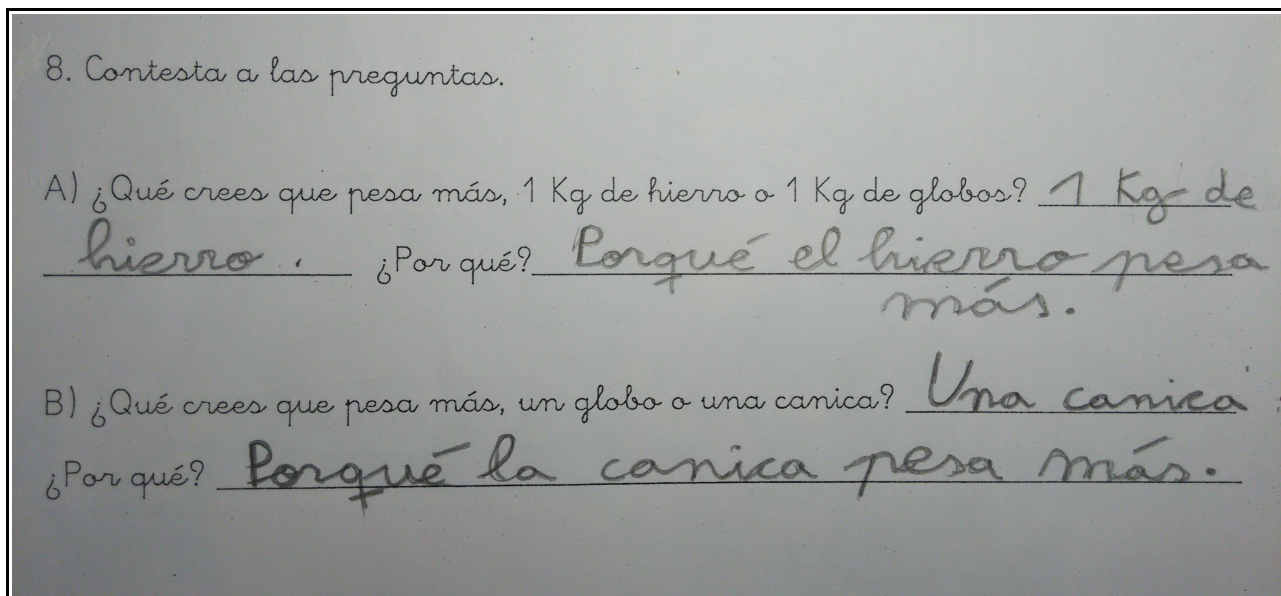 8. Contesta a las preguntas.
A) ¿Qué crees que pesa más, 1 Kg de hierro o 1 Kg de globos? 1 Kg de
hierro. ¿Por qué? Porqué el hierro pesa
más.
B) ¿Qué crees que pesa más, un globo o una canica? Una canica.
¿Por qué? Porqué la canica pesa más.